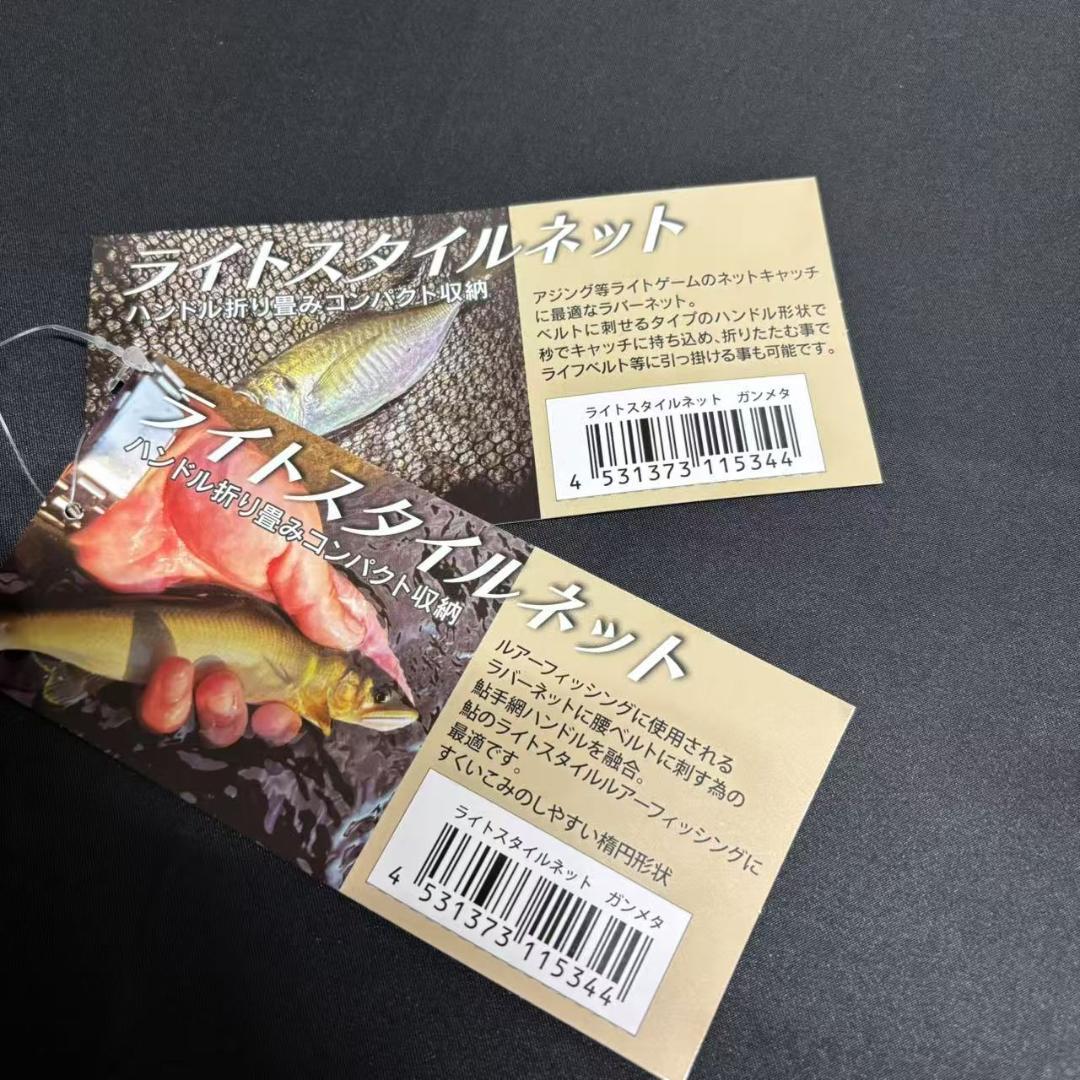 ライトスタイルネット
ハンドル折り畳みコンパクト収納
アジング等ライトゲームのネットキャッチ
に最適なラバーネット。
ベルトに刺せるタイプのハンドル形状で
秒でキャッチに持ち込め、折りたたむ事で
ライフベルト等に引っ掛ける事も可能です。
ライトスタイルネット ガンメタ
4 531373 115344
ライトスタイルネット
ハンドル折り畳みコンパクト収納
ルアーフィッシングに使用される
ラバーネットに腰ベルトに刺す為の
鮎手網ハンドルを融合。
鮎のライトスタイルルアーフィッシングに
最適です。
すくいこみのしやすい楕円形状
ライトスタイルネット ガンメタ
4 531373 115344